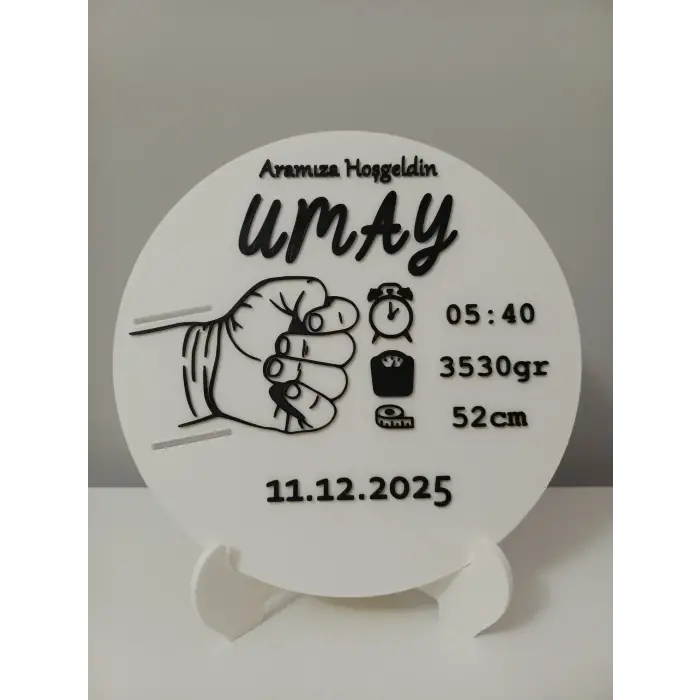 Aramıza Hoşgeldin
UMAY
05:40
3530gr
52cm
11.12.2025